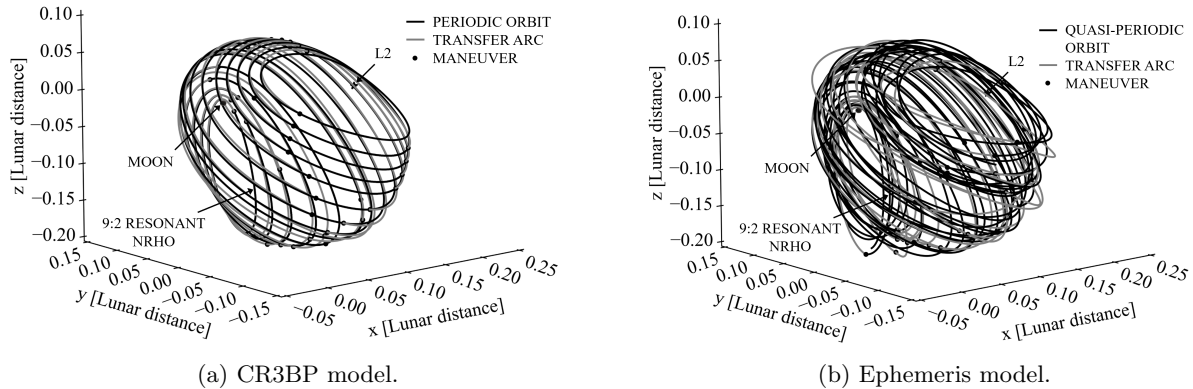 PERIODIC ORBIT
TRANSFER ARC
MANEUVER
L2
MOON
9:2 RESONANT
NRHO
z [Lunar distance]
0.10
0.05
0.00
−0.05
−0.10
−0.15
−0.20
0.15
0.10
0.05
0.00
−0.05
−0.10
−0.15
y [Lunar distance]
−0.05
0.00
0.05
0.10
0.15
0.20
0.25
x [Lunar distance]
(a) CR3BP model.
QUASI-PERIODIC
ORBIT
TRANSFER ARC
MANEUVER
L2
MOON
9:2 RESONANT
NRHO
z [Lunar distance]
0.10
0.05
0.00
−0.05
−0.10
−0.15
−0.20
0.15
0.10
0.05
0.00
−0.05
−0.10
−0.15
y [Lunar distance]
−0.05
0.00
0.05
0.10
0.15
0.20
0.25
x [Lunar distance]
(b) Ephemeris model.